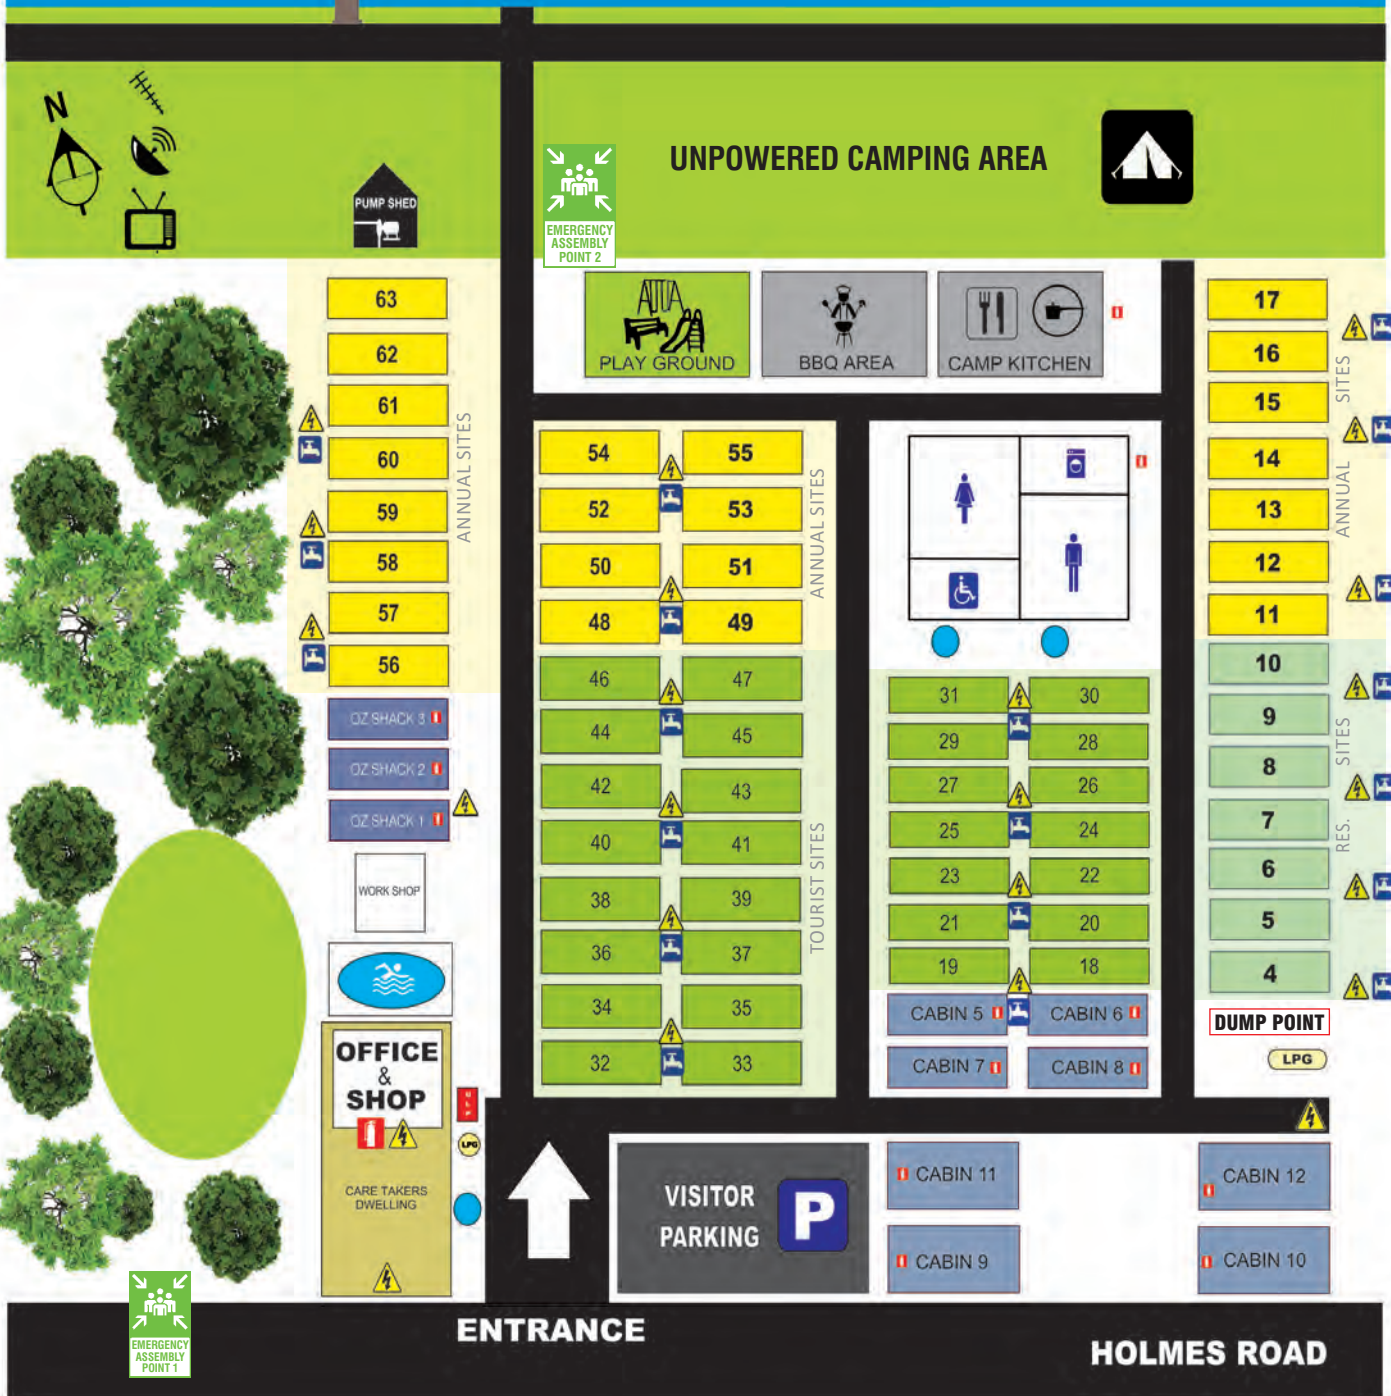 N
PUMP SHED
EMERGENCY
ASSEMBLY
POINT 2
UNPOWERED CAMPING AREA
PLAY GROUND
BBQ AREA
CAMP KITCHEN
63
62
61
60
59
58
57
56
ANNUAL SITES
OZ SHACK 3
OZ SHACK 2
OZ SHACK 1
WORK SHOP
OFFICE
&
SHOP
ULP
LPG
CARE TAKERS
DWELLING
EMERGENCY
ASSEMBLY
POINT 1
54 55
52 53
50 51
48 49
ANNUAL SITES
46 47
44 45
42 43
40 41
38 39
36 37
34 35
32 33
TOURIST SITES
31 30
29 28
27 26
25 24
23 22
21 20
19 18
CABIN 5 CABIN 6
CABIN 7 CABIN 8
17
16
15
14
13
12
11
ANNUAL SITES
10
9
8
7
6
5
4
RES. SITES
DUMP POINT
LPG
VISITOR
PARKING
P
CABIN 11
CABIN 12
CABIN 9
CABIN 10
ENTRANCE
HOLMES ROAD